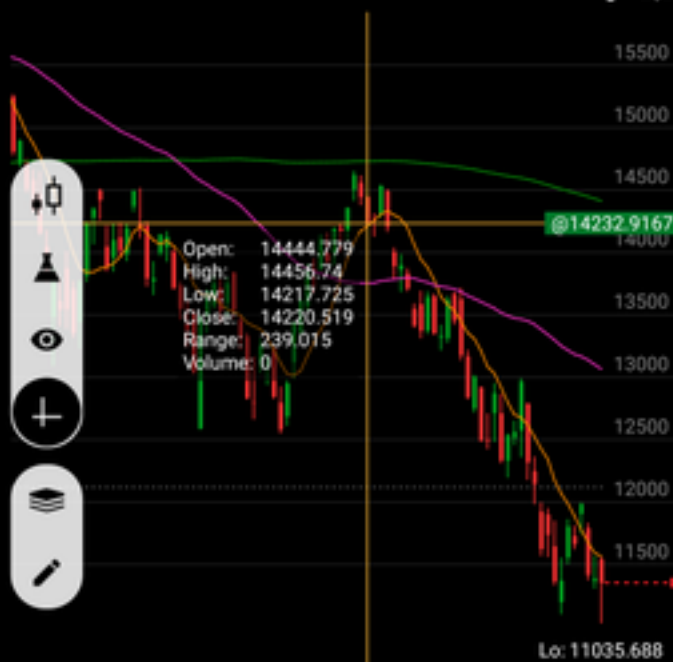 15500
15000
14500
@14232.9167
14000
Open: 14444.779
High: 14456.74
Low: 14217.725
Close: 14220.519
Range: 239.015
Volume: 0
13500
13000
12500
12000
11500
Lo: 11035.688